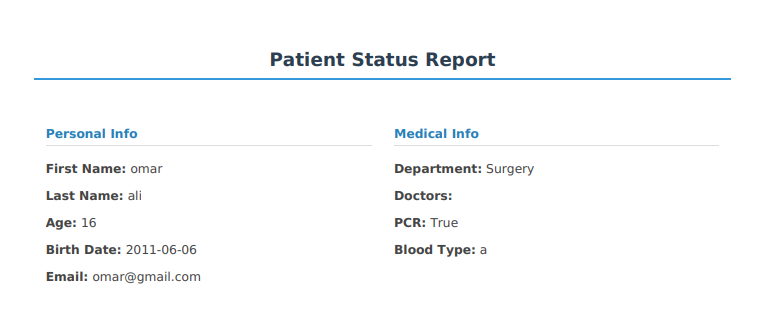 Patient Status Report
Personal Info
First Name: omar
Last Name: ali
Age: 16
Birth Date: 2011-06-06
Email: omar@gmail.com
Medical Info
Department: Surgery
Doctors:
PCR: True
Blood Type: a